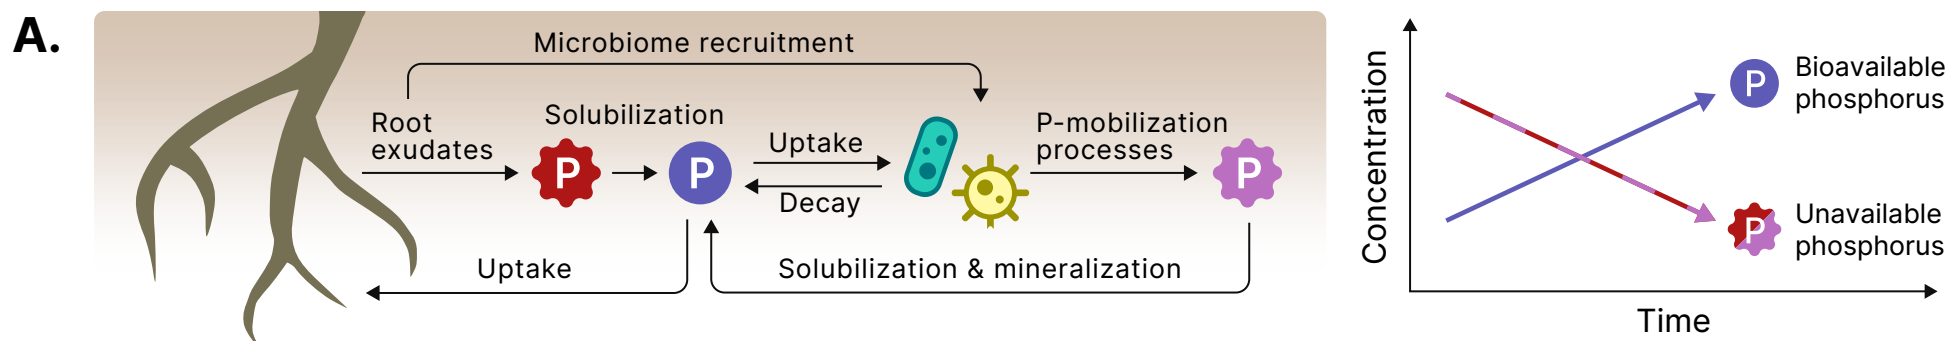 A.
Microbiome recruitment
Root
exudates
Solubilization
P
P
Uptake
Decay
P-mobilization
processes
P
Uptake
Solubilization & mineralization
Concentration
Time
P
Bioavailable
phosphorus
P
Unavailable
phosphorus